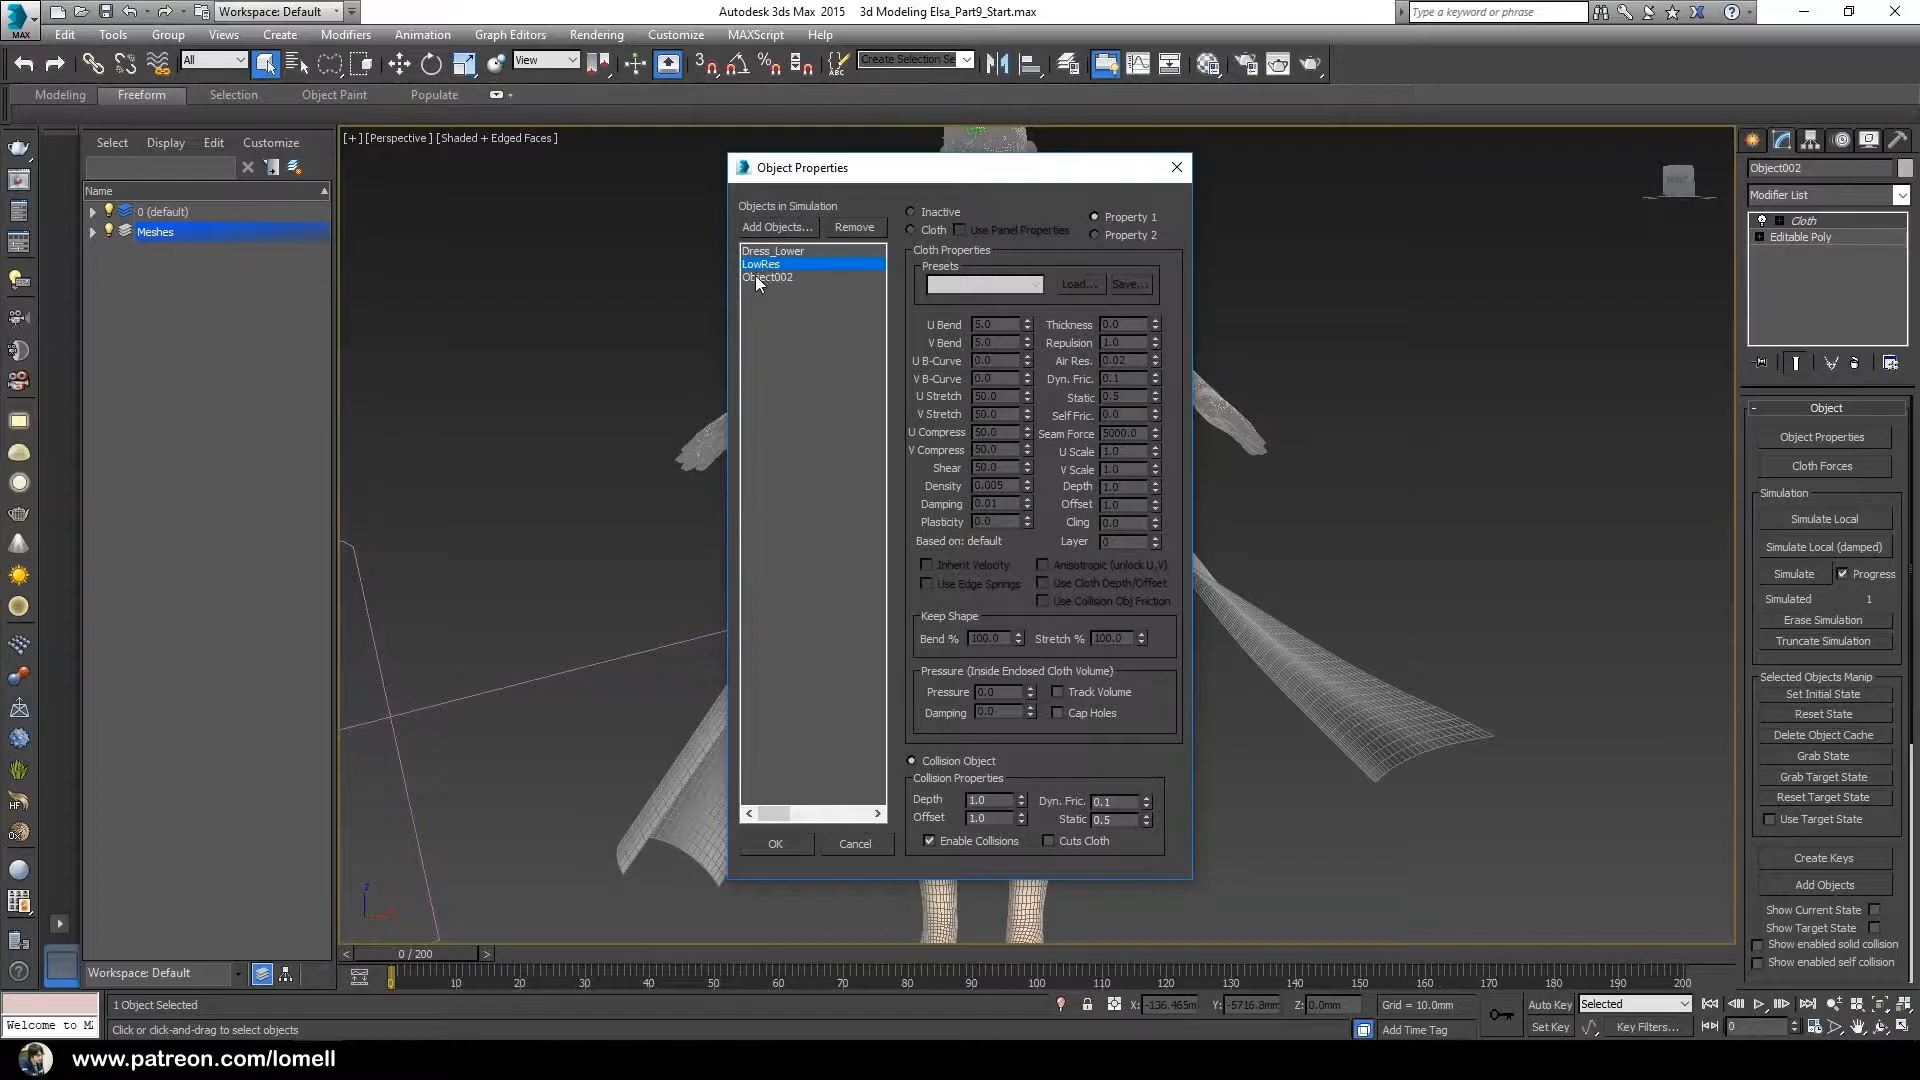 MAX
Workspace: Default
Autodesk 3ds Max 2015 3d Modeling Elsa_Part9_Start.max
Type a keyword or phrase
Edit Tools Group Views Create Modifiers Animation Graph Editors Rendering Customize MAXScript Help
All
View
Create Selection Se
Modeling Freeform Selection Object Paint Populate
Select Display Edit Customize
Name
0 (default)
Meshes
[+] [Perspective] [Shaded + Edged Faces]
FRONT
Object Properties
Objects in Simulation
Add Objects... Remove
Dress_Lower
LowRes
Object002
OK Cancel
Inactive
Cloth Use Panel Properties
Property 1
Property 2
Cloth Properties
Presets
Load... Save...
U Bend 5.0 Thickness 0.0
V Bend 5.0 Repulsion 1.0
U B-Curve 0.0 Air Res. 0.02
V B-Curve 0.0 Dyn. Fric. 0.1
U Stretch 50.0 Static 0.5
V Stretch 50.0 Self Fric. 0.0
U Compress 50.0 Seam Force 5000.0
V Compress 50.0 U Scale 1.0
Shear 50.0 V Scale 1.0
Density 0.005 Depth 1.0
Damping 0.01 Offset 1.0
Plasticity 0.0 Cling 0.0
Based on: default Layer 0
Inherit Velocity Anisotropic (unlock U,V)
Use Edge Springs Use Cloth Depth/Offset
Use Collision Obj Friction
Keep Shape
Bend % 100.0 Stretch % 100.0
Pressure (Inside Enclosed Cloth Volume)
Pressure 0.0 Track Volume
Damping 0.0 Cap Holes
Collision Object
Collision Properties
Depth 1.0 Dyn. Fric. 0.1
Offset 1.0 Static 0.5
Enable Collisions Cuts Cloth
Object002
Modifier List
Cloth
Editable Poly
Object
Object Properties
Cloth Forces
Simulation
Simulate Local
Simulate Local (damped)
Simulate Progress
Simulated 1
Erase Simulation
Truncate Simulation
Selected Objects Manip
Set Initial State
Reset State
Delete Object Cache
Grab State
Grab Target State
Reset Target State
Use Target State
Create Keys
Add Objects
Show Current State
Show Target State
Show enabled solid collision
Show enabled self collision
0 / 200
Workspace: Default
0 10 20 30 40 50 60 70 80 90 100 110 120 130 140 150 160 170 180 190 200
1 Object Selected
X: -136.465m Y: -5716.8mm Z: 0.0mm Grid = 10.0mm Auto Key Selected
Welcome to M
Click or click-and-drag to select objects
Add Time Tag Set Key Key Filters... 0
www.patreon.com/lomell